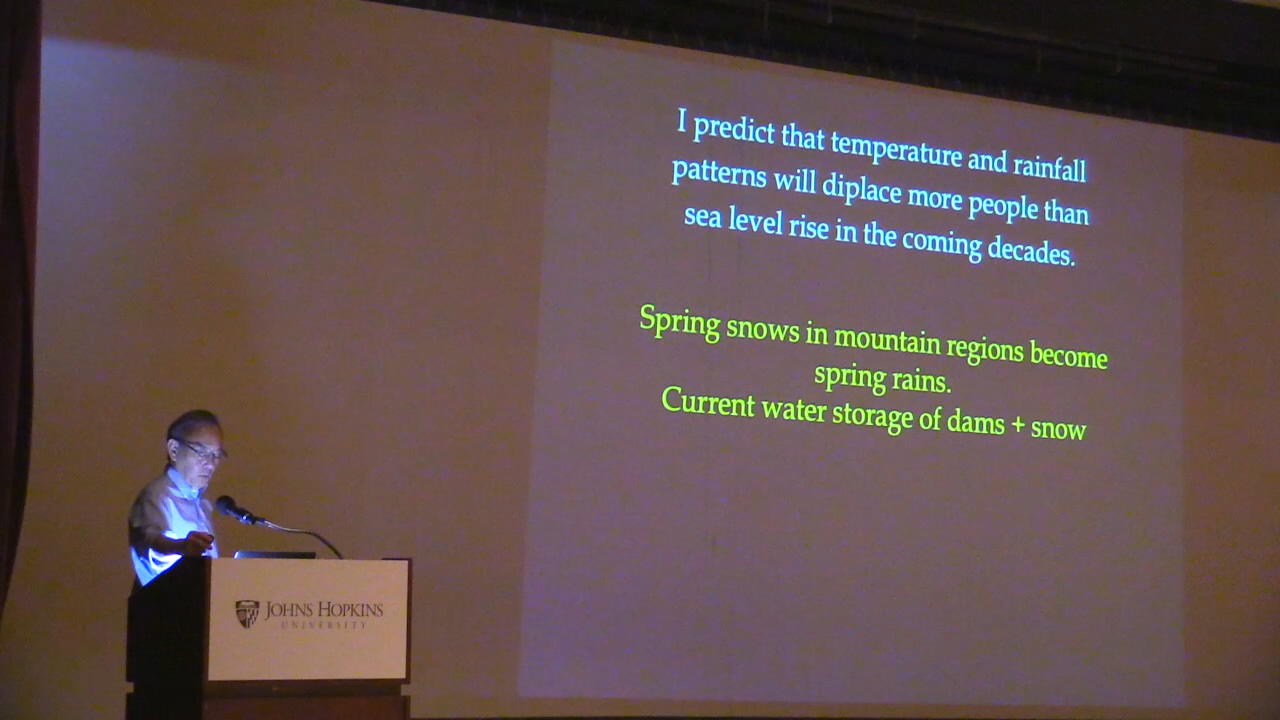 I predict that temperature and rainfall
patterns will diplace more people than
sea level rise in the coming decades.
Spring snows in mountain regions become
spring rains.
Current water storage of dams + snow
JOHNS HOPKINS
UNIVERSITY